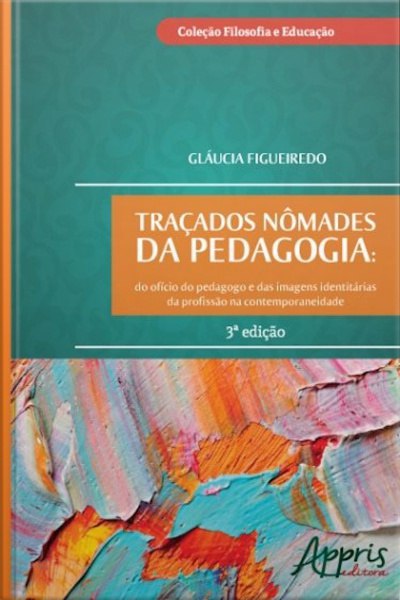 Coleção Filosofia e Educação
GLÁUCIA FIGUEIREDO
TRAÇADOS NÔMADES
DA PEDAGOGIA:
do ofício do pedagogo e das imagens identitárias
da profissão na contemporaneidade
3ª edição
Appris
editora